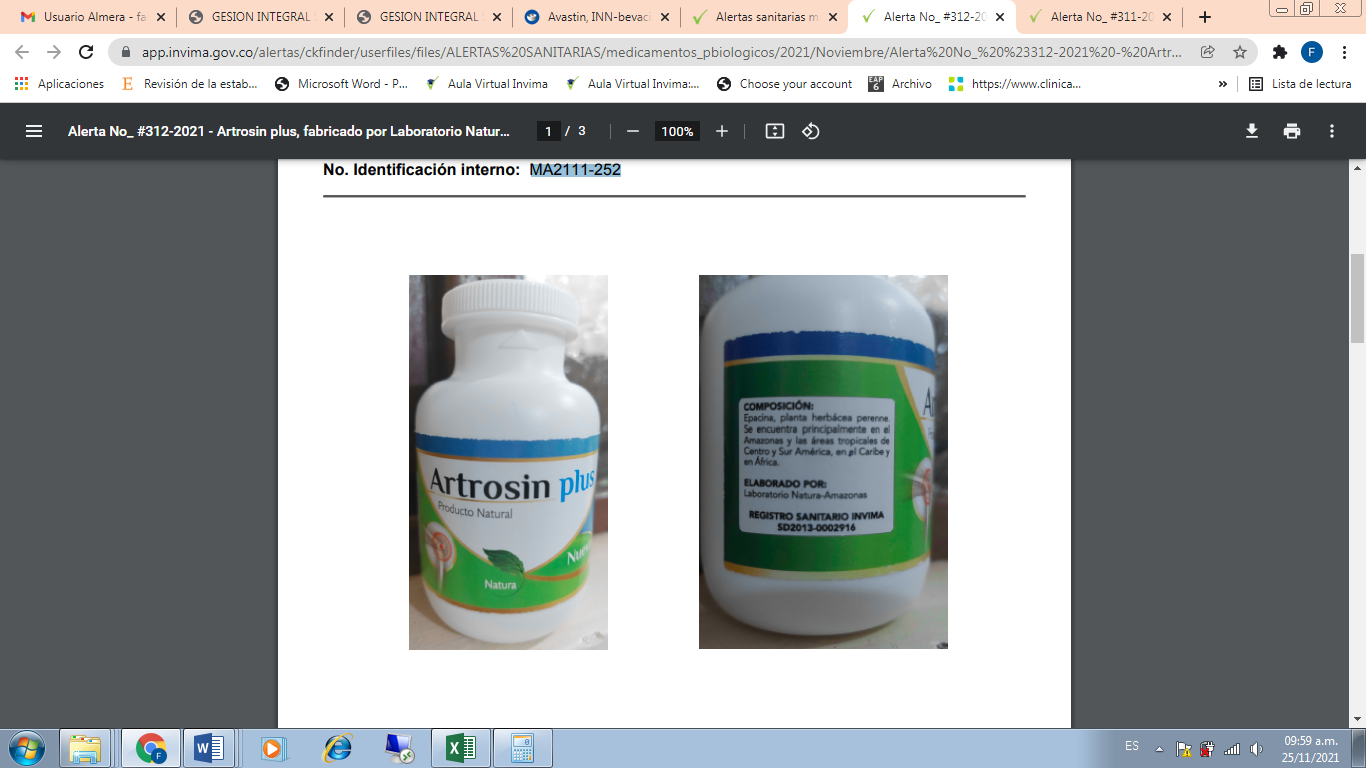 Usuario Almera - fa
GESION INTEGRAL
GESION INTEGRAL
Avastin, INN-bevaci
Alertas sanitarias m
Alerta No_ #312-20
Alerta No_ #311-20
app.invima.gov.co/alertas/ckfinder/userfiles/files/ALERTAS%20SANITARIAS/medicamentos_pbiologicos/2021/Noviembre/Alerta%20No_%20%23312-2021%20-%20Artr...
F
Aplicaciones
Revisión de la estab...
Microsoft Word - P...
Aula Virtual Invima
Aula Virtual Invima:...
Choose your account
EAP 6
Archivo
https://www.clinica...
»
Lista de lectura
Alerta No_ #312-2021 - Artrosin plus, fabricado por Laboratorio Natur...
1 / 3
100%
No. Identificación interno: MA2111-252
Artrosin plus
Producto Natural
Natura
COMPOSICIÓN:
Epacina, planta herbácea perenne.
Se encuentra principalmente en el
Amazonas y las áreas tropicales de
Centro y Sur América, en el Caribe y
en África.
ELABORADO POR:
Laboratorio Natura-Amazonas
REGISTRO SANITARIO INVIMA
SD2013-0002916
ES
09:59 a.m.
25/11/2021